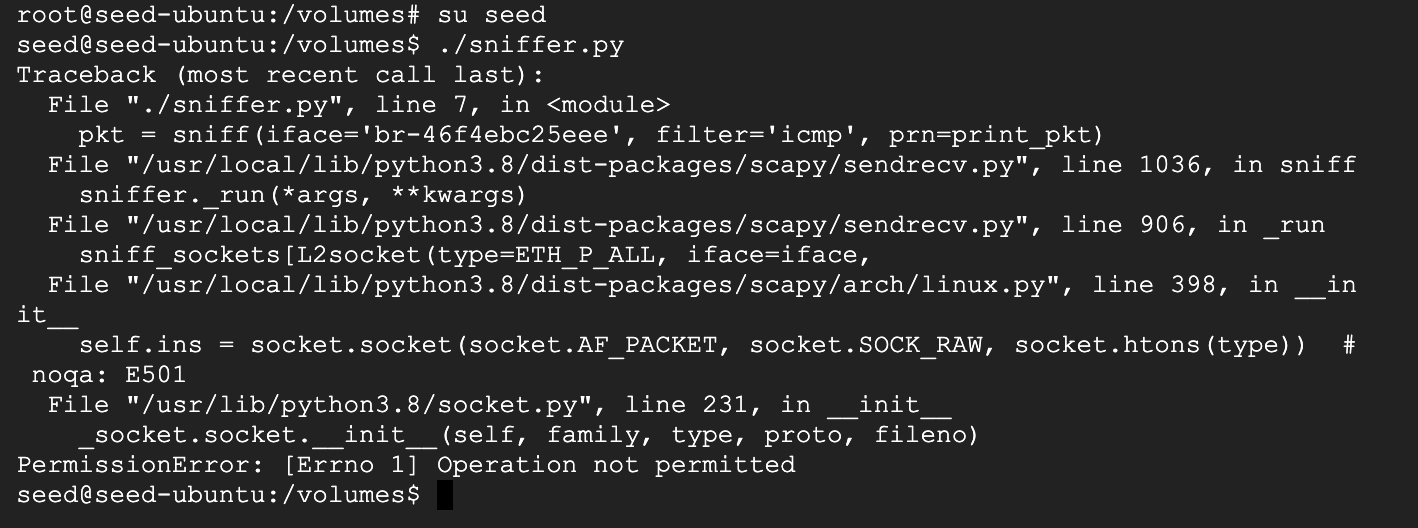 root@seed-ubuntu:/volumes# su seed
seed@seed-ubuntu:/volumes$ ./sniffer.py
Traceback (most recent call last):
  File "./sniffer.py", line 7, in <module>
    pkt = sniff(iface='br-46f4ebc25eee', filter='icmp', prn=print_pkt)
  File "/usr/local/lib/python3.8/dist-packages/scapy/sendrecv.py", line 1036, in sniff
    sniffer._run(*args, **kwargs)
  File "/usr/local/lib/python3.8/dist-packages/scapy/sendrecv.py", line 906, in _run
    sniff_sockets[L2socket(type=ETH_P_ALL, iface=iface,
  File "/usr/local/lib/python3.8/dist-packages/scapy/arch/linux.py", line 398, in __in
it__
    self.ins = socket.socket(socket.AF_PACKET, socket.SOCK_RAW, socket.htons(type))  #
 noqa: E501
  File "/usr/lib/python3.8/socket.py", line 231, in __init__
    _socket.socket.__init__(self, family, type, proto, fileno)
PermissionError: [Errno 1] Operation not permitted
seed@seed-ubuntu:/volumes$